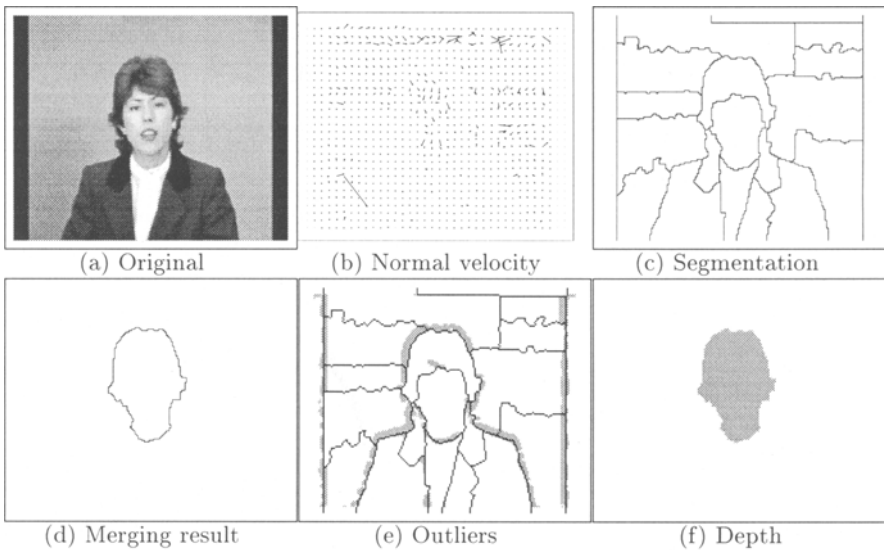 (a) Original
(b) Normal velocity
(c) Segmentation
(d) Merging result
(e) Outliers
(f) Depth